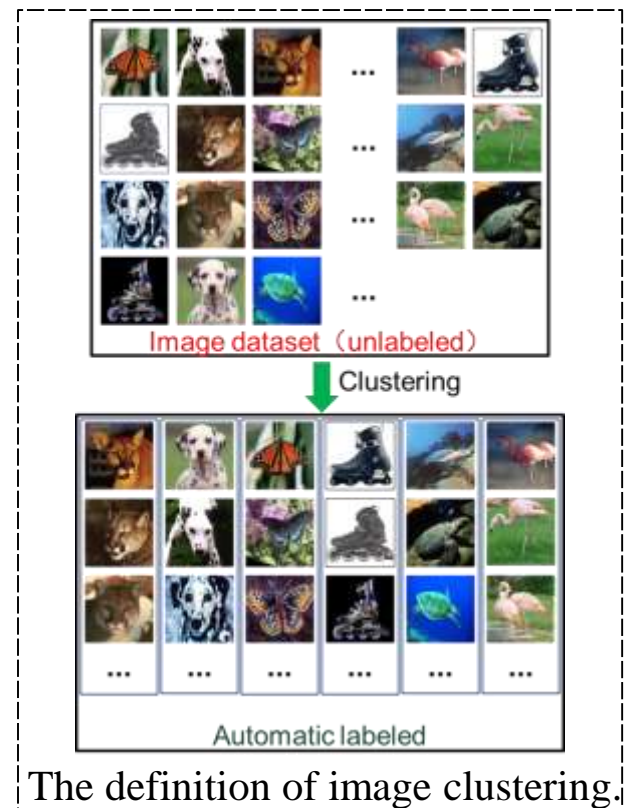 ...
...
...
...
Image dataset（unlabeled）
Clustering
... ... ... ... ... ...
Automatic labeled
The definition of image clustering.